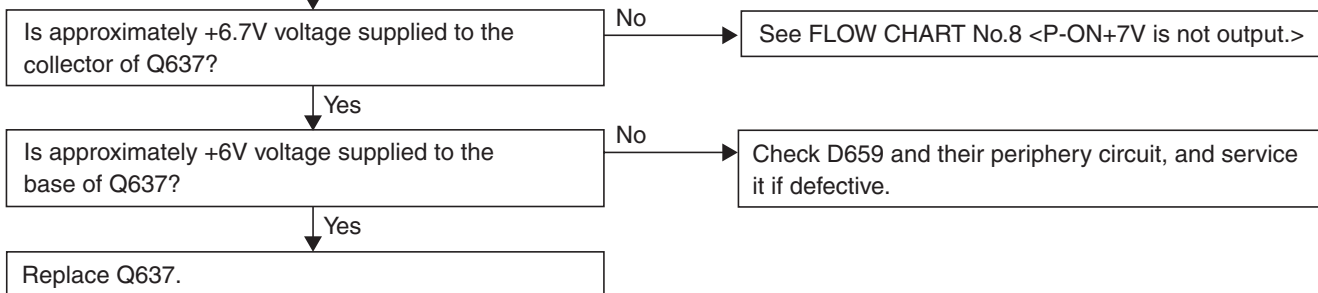 Is approximately +6.7V voltage supplied to the
collector of Q637?
No
See FLOW CHART No.8 <P-ON+7V is not output.>
Yes
Is approximately +6V voltage supplied to the
base of Q637?
No
Check D659 and their periphery circuit, and service
it if defective.
Yes
Replace Q637.